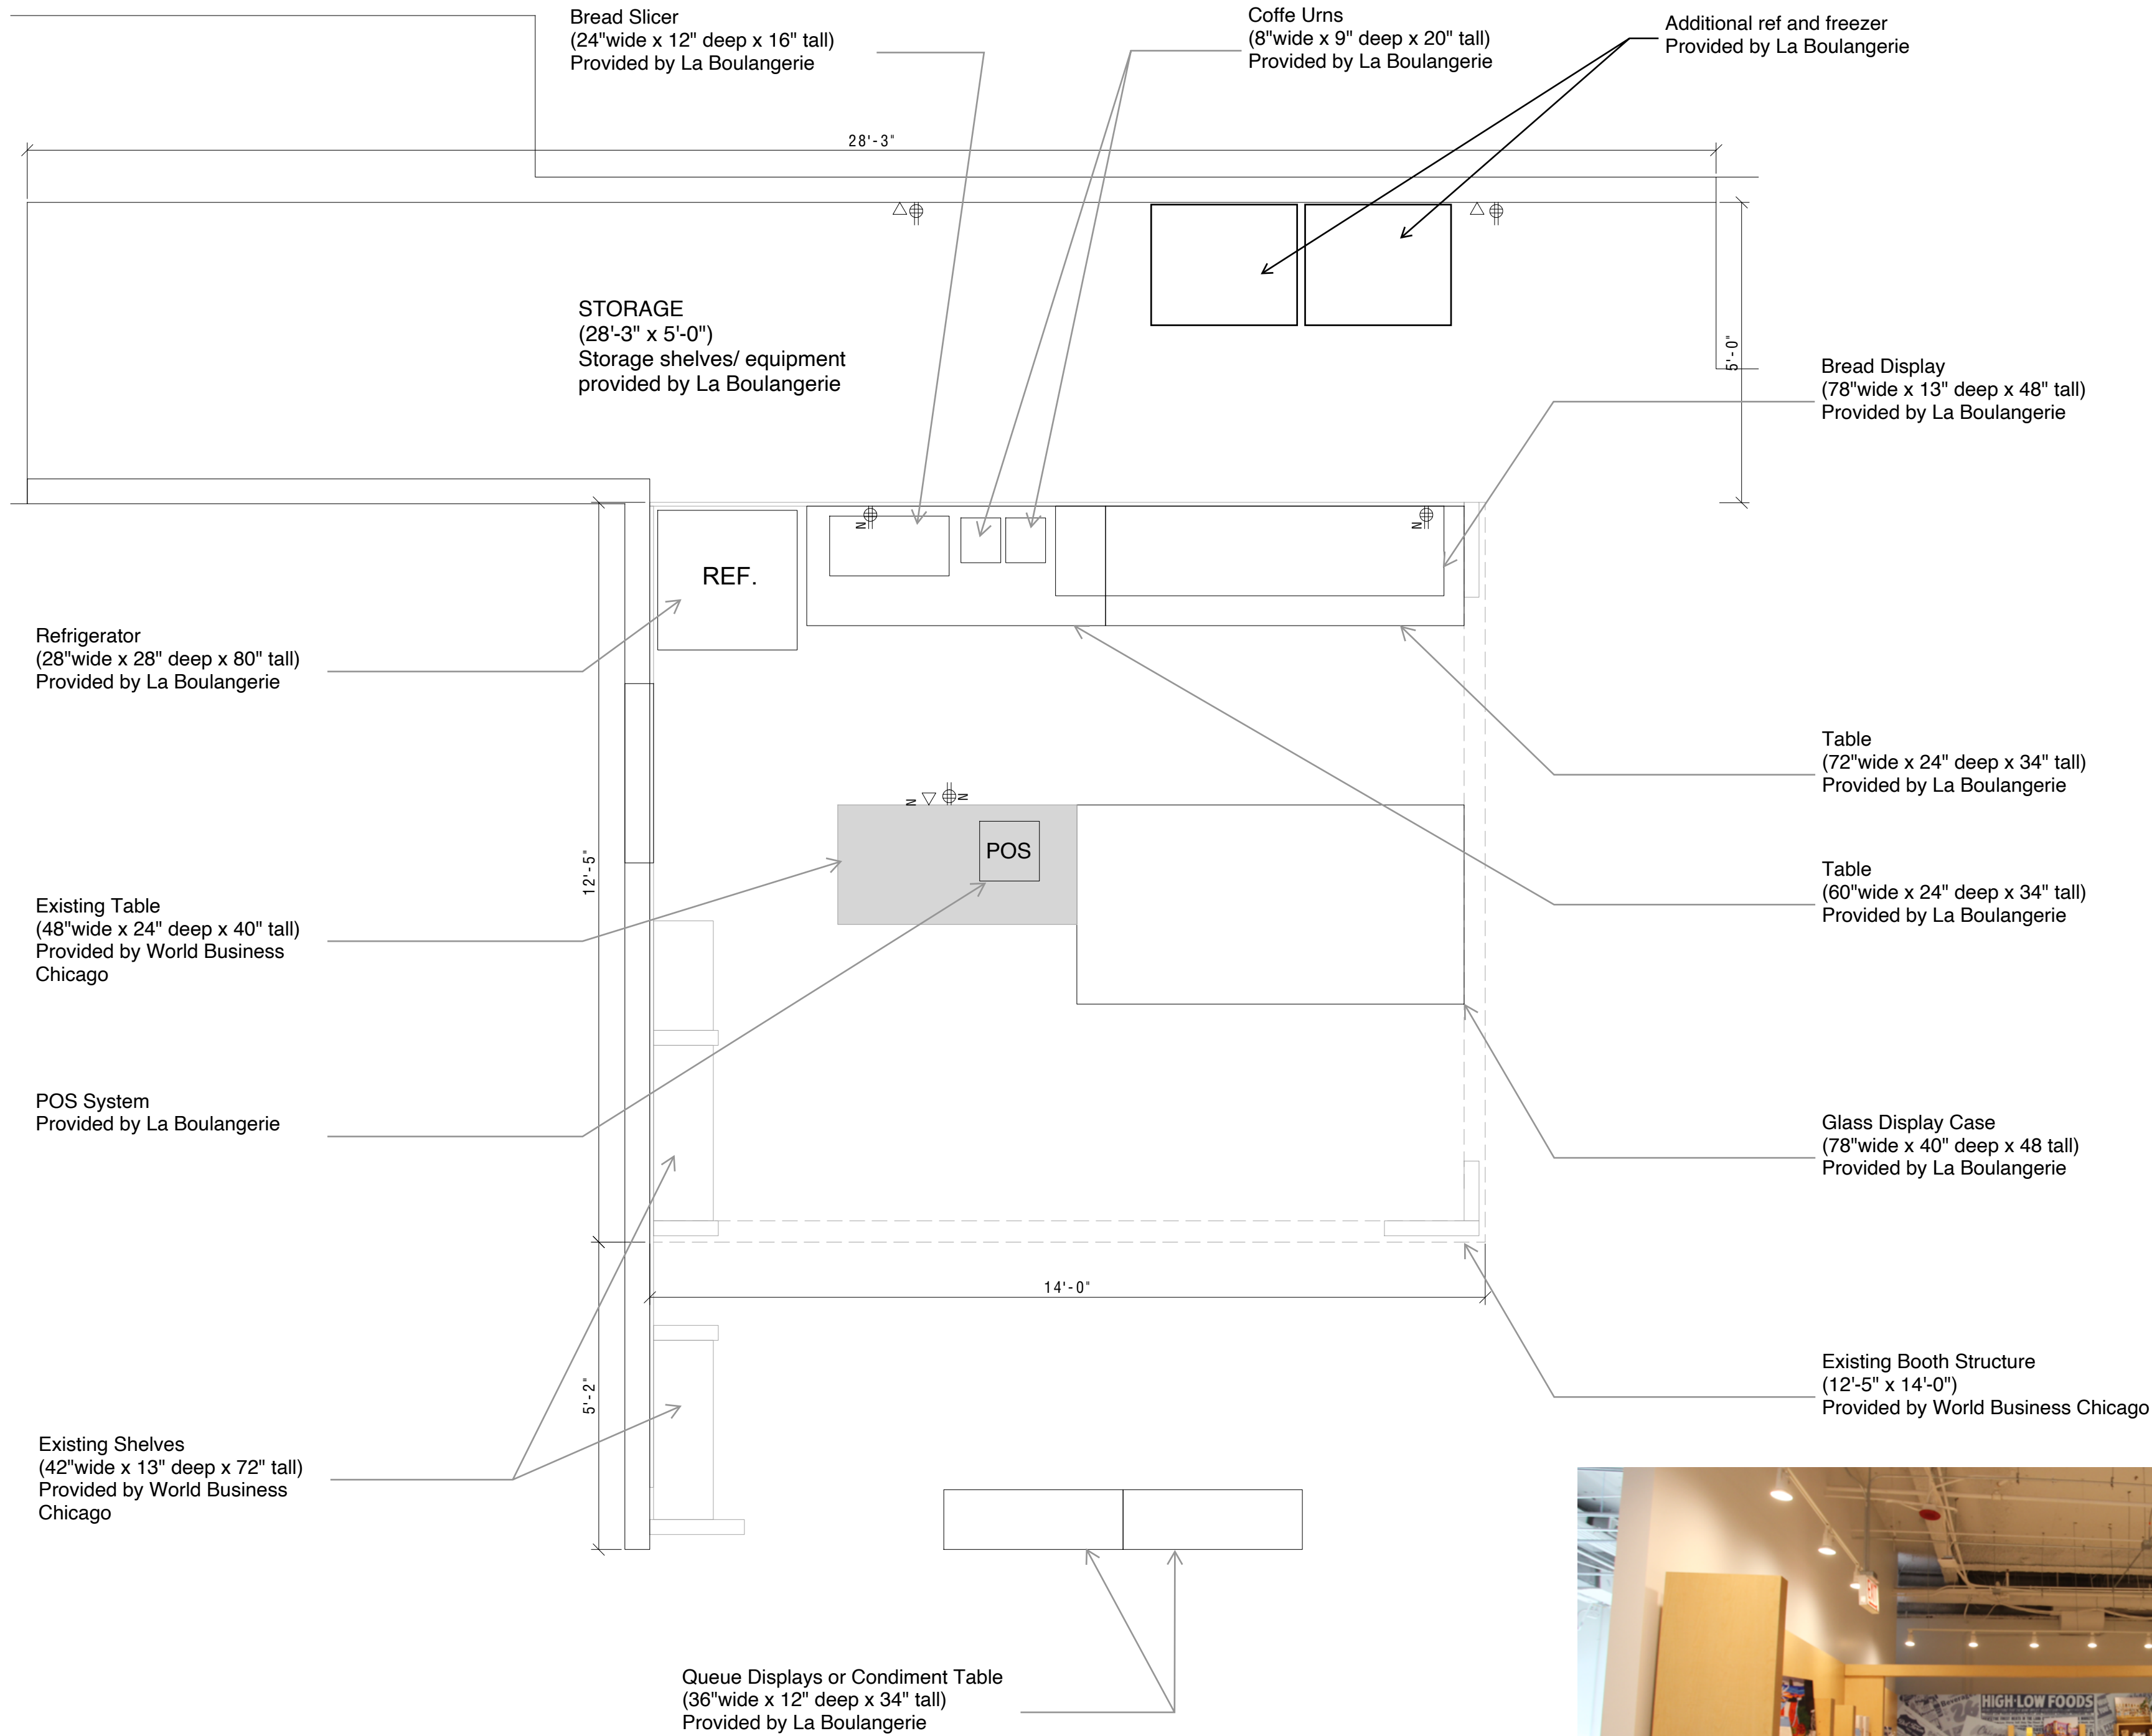 Bread Slicer
(24"wide x 12" deep x 16" tall)
Provided by La Boulangerie
Coffe Urns
(8"wide x 9" deep x 20" tall)
Provided by La Boulangerie
Additional ref and freezer
Provided by La Boulangerie
28'-3"
STORAGE
(28'-3" x 5'-0")
Storage shelves/ equipment
provided by La Boulangerie
5'-0"
Bread Display
(78"wide x 13" deep x 48" tall)
Provided by La Boulangerie
N
N
REF.
Refrigerator
(28"wide x 28" deep x 80" tall)
Provided by La Boulangerie
Table
(72"wide x 24" deep x 34" tall)
Provided by La Boulangerie
N
N
POS
12'-5"
Table
(60"wide x 24" deep x 34" tall)
Provided by La Boulangerie
Existing Table
(48"wide x 24" deep x 40" tall)
Provided by World Business
Chicago
POS System
Provided by La Boulangerie
Glass Display Case
(78"wide x 40" deep x 48 tall)
Provided by La Boulangerie
14'-0"
5'-2"
Existing Booth Structure
(12'-5" x 14'-0")
Provided by World Business Chicago
Existing Shelves
(42"wide x 13" deep x 72" tall)
Provided by World Business
Chicago
Queue Displays or Condiment Table
(36"wide x 12" deep x 34" tall)
Provided by La Boulangerie
HIGH-LOW FOODS